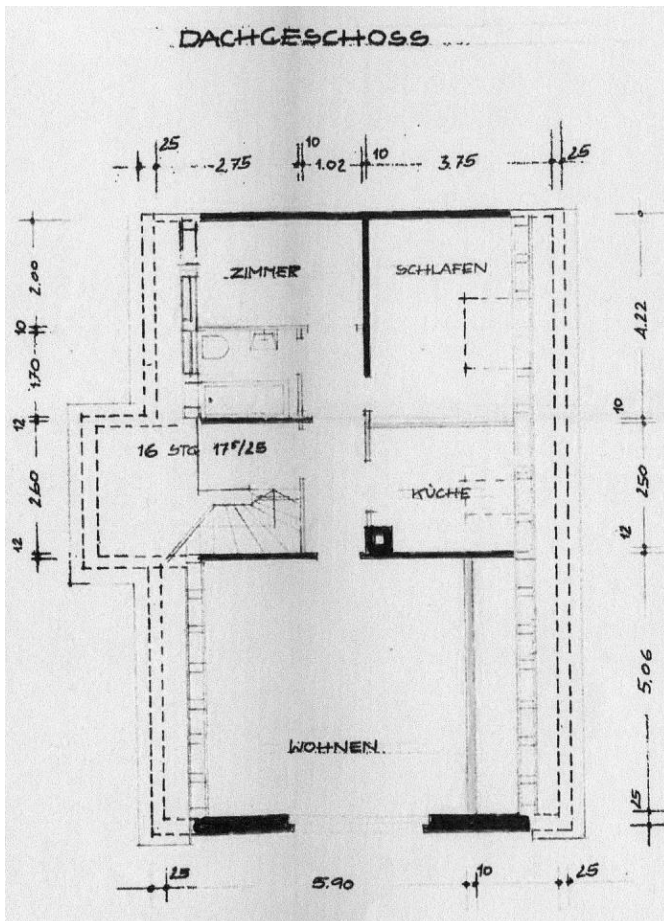 DACHGESCHOSS
25 2.75 10 1.02 10 3.75 25
2.00
10
1.70
12
2.60
12
ZIMMER
SCHLAFEN
16 STG 17⁵/25
KÜCHE
WOHNEN
4.22
10
2.50
12
5.06
25
25 5.90 10 25